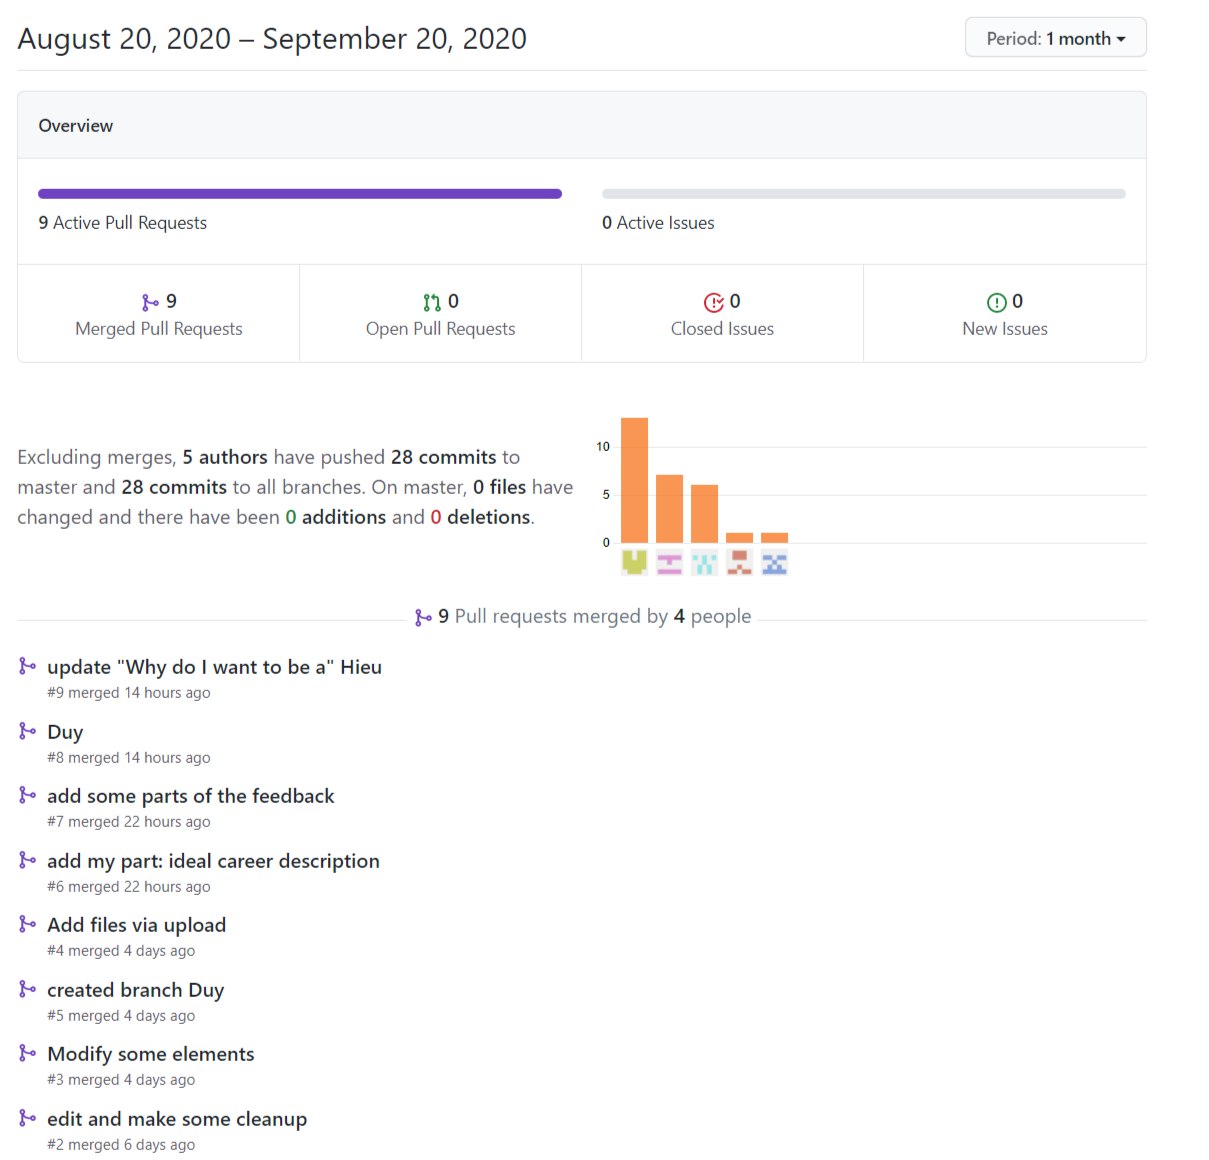 August 20, 2020 – September 20, 2020
Period: 1 month
Overview
9 Active Pull Requests
0 Active Issues
9
Merged Pull Requests
0
Open Pull Requests
0
Closed Issues
0
New Issues
Excluding merges, 5 authors have pushed 28 commits to
master and 28 commits to all branches. On master, 0 files have
changed and there have been 0 additions and 0 deletions.
10
5
0
9 Pull requests merged by 4 people
update "Why do I want to be a" Hieu
#9 merged 14 hours ago
Duy
#8 merged 14 hours ago
add some parts of the feedback
#7 merged 22 hours ago
add my part: ideal career description
#6 merged 22 hours ago
Add files via upload
#4 merged 4 days ago
created branch Duy
#5 merged 4 days ago
Modify some elements
#3 merged 4 days ago
edit and make some cleanup
#2 merged 6 days ago